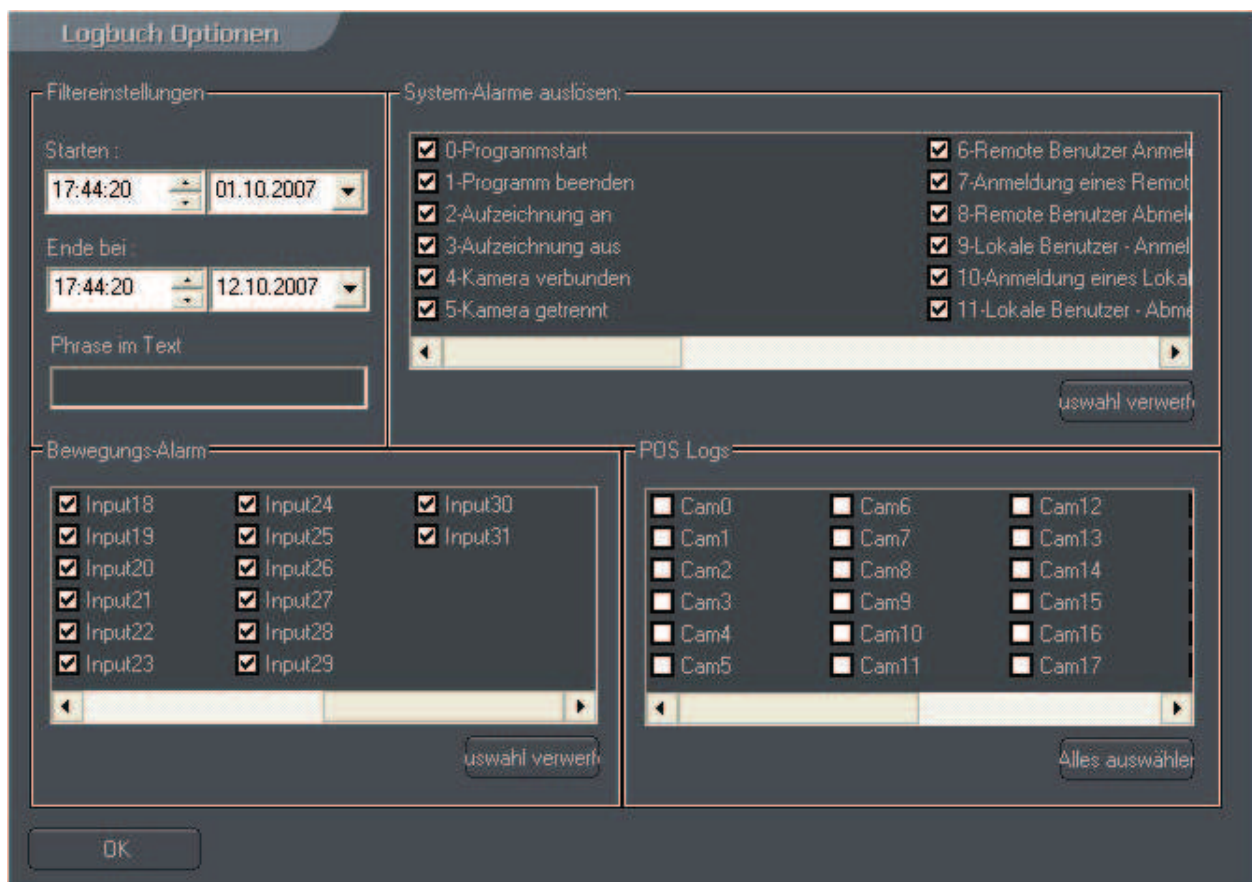 Logbuch Optionen
Filtereinstellungen
Starten :
17:44:20 01.10.2007
Ende bei :
17:44:20 12.10.2007
Phrase im Text
System-Alarme auslösen:
0-Programmstart
1-Programm beenden
2-Aufzeichnung an
3-Aufzeichnung aus
4-Kamera verbunden
5-Kamera getrennt
6-Remote Benutzer Anmel
7-Anmeldung eines Remot
8-Remote Benutzer Abmel
9-Lokale Benutzer - Anmel
10-Anmeldung eines Lokal
11-Lokale Benutzer - Abme
uswahl verwerf
Bewegungs-Alarm
Input18
Input19
Input20
Input21
Input22
Input23
Input24
Input25
Input26
Input27
Input28
Input29
Input30
Input31
uswahl verwerf
POS Logs
Cam0
Cam1
Cam2
Cam3
Cam4
Cam5
Cam6
Cam7
Cam8
Cam9
Cam10
Cam11
Cam12
Cam13
Cam14
Cam15
Cam16
Cam17
Alles auswähler
OK